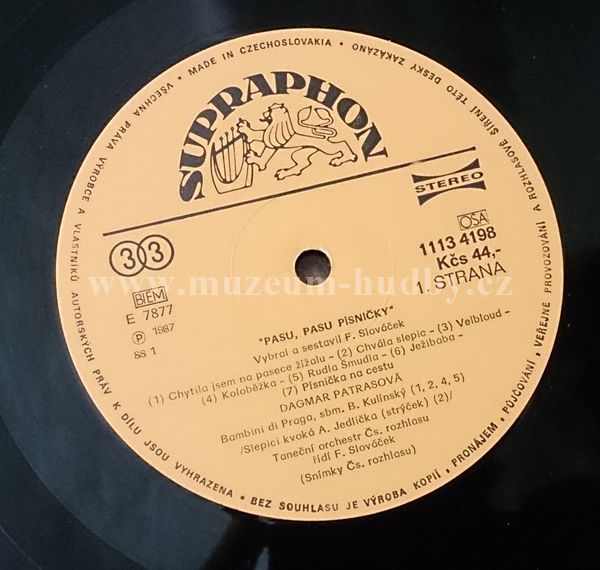 • MADE IN CZECHOSLOVAKIA • VŠECHNA PRÁVA VÝROBCE A VLASTNÍKŮ AUTORSKÝCH PRÁV K DÍLU JSOU VYHRAZENA • BEZ SOUHLASU JE VÝROBA KOPIÍ, PRONÁJEM, PŮJČOVÁNÍ, VEŘEJNÉ PROVOZOVÁNÍ A ROZHLASOVÉ ŠÍŘENÍ TÉTO DESKY ZAKÁZÁNO
SUPRAPHON
STEREO
33
OSA
1113 4198
Kčs 44,-
1. STRANA
BIEM
E 7877
Ⓟ 1987
88 1
www.muzeum-hudby.cz
"PASU, PASU PÍSNIČKY"
Vybral a sestavil F. Slováček
(1) Chytila jsem na pasece žížalu - (2) Chvála slepic - (3) Velbloud -
(4) Koloběžka - (5) Rudla Šmudla - (6) Ježibaba -
(7) Písnička na cestu
DAGMAR PATRASOVÁ
Bambini di Praga, sbm. B. Kulínský (1, 2, 4, 5)
/Slepici kvoká A. Jedlička (strýček) (2)/
Taneční orchestr Čs. rozhlasu
řídí F. Slováček
(Snímky Čs. rozhlasu)